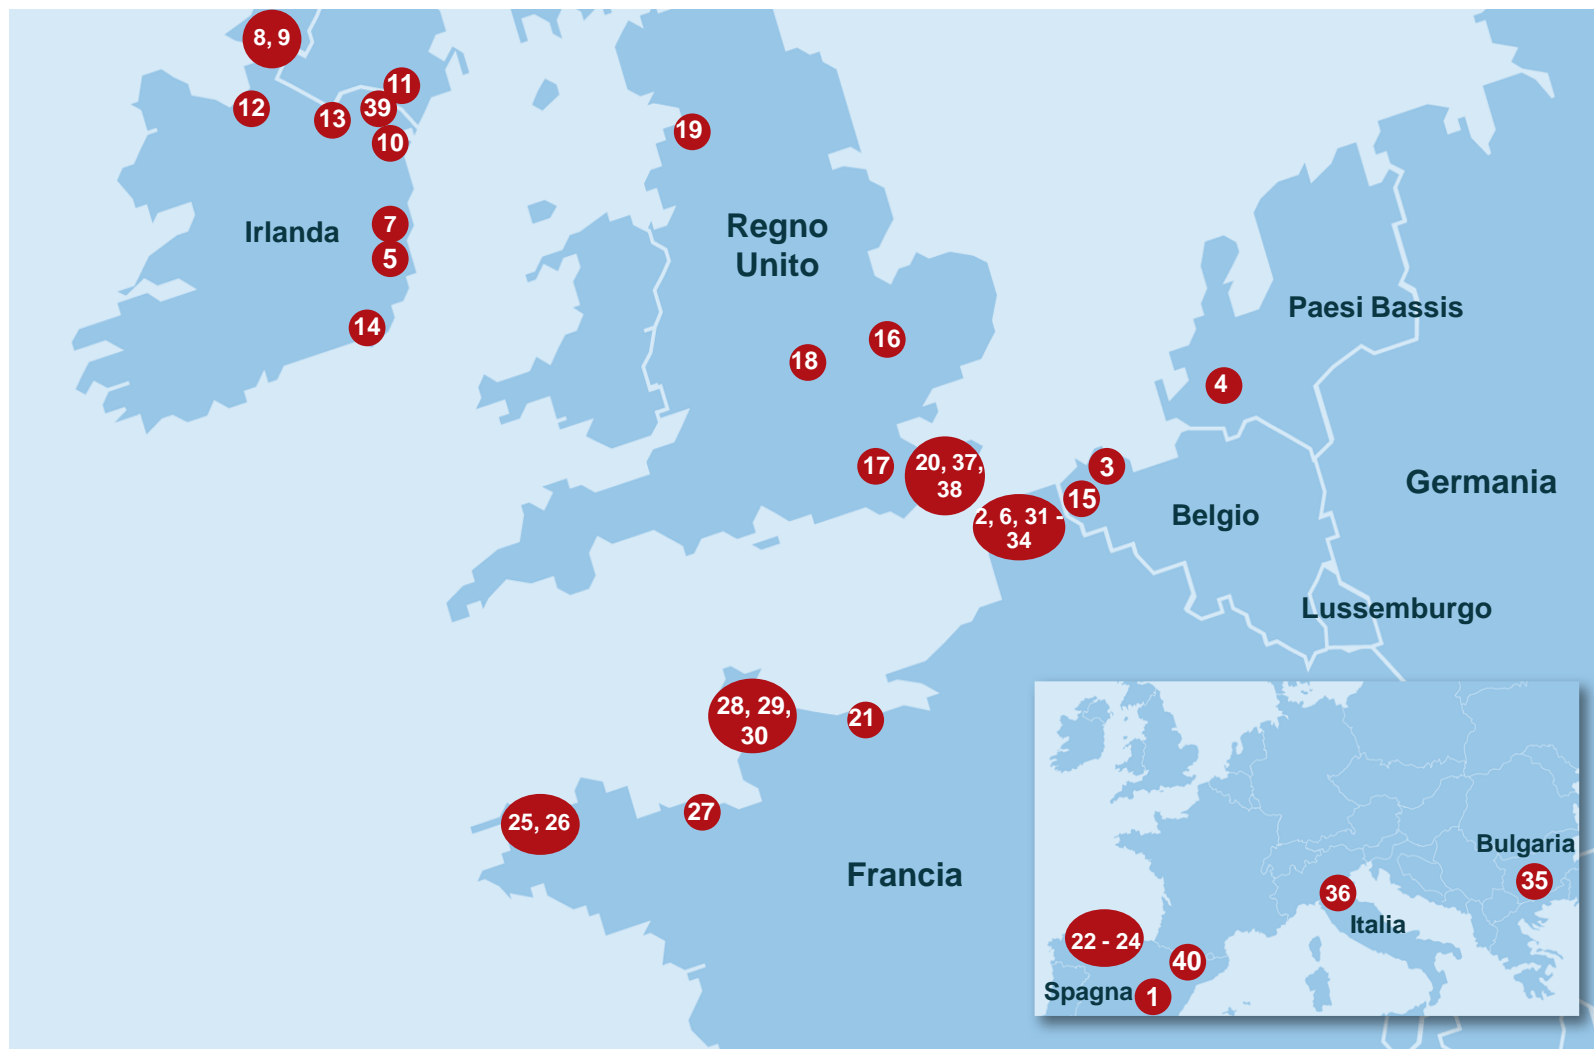 8, 9
11
12
39
13
10
19
7
Irlanda
5
Regno
Unito
14
16
18
Paesi Bassis
4
17
20, 37,
38
3
15
2, 6, 31 -
34
Belgio
Germania
Lussemburgo
28, 29,
30
21
27
25, 26
Francia
Bulgaria
35
36
Italia
22 - 24
40
Spagna
1